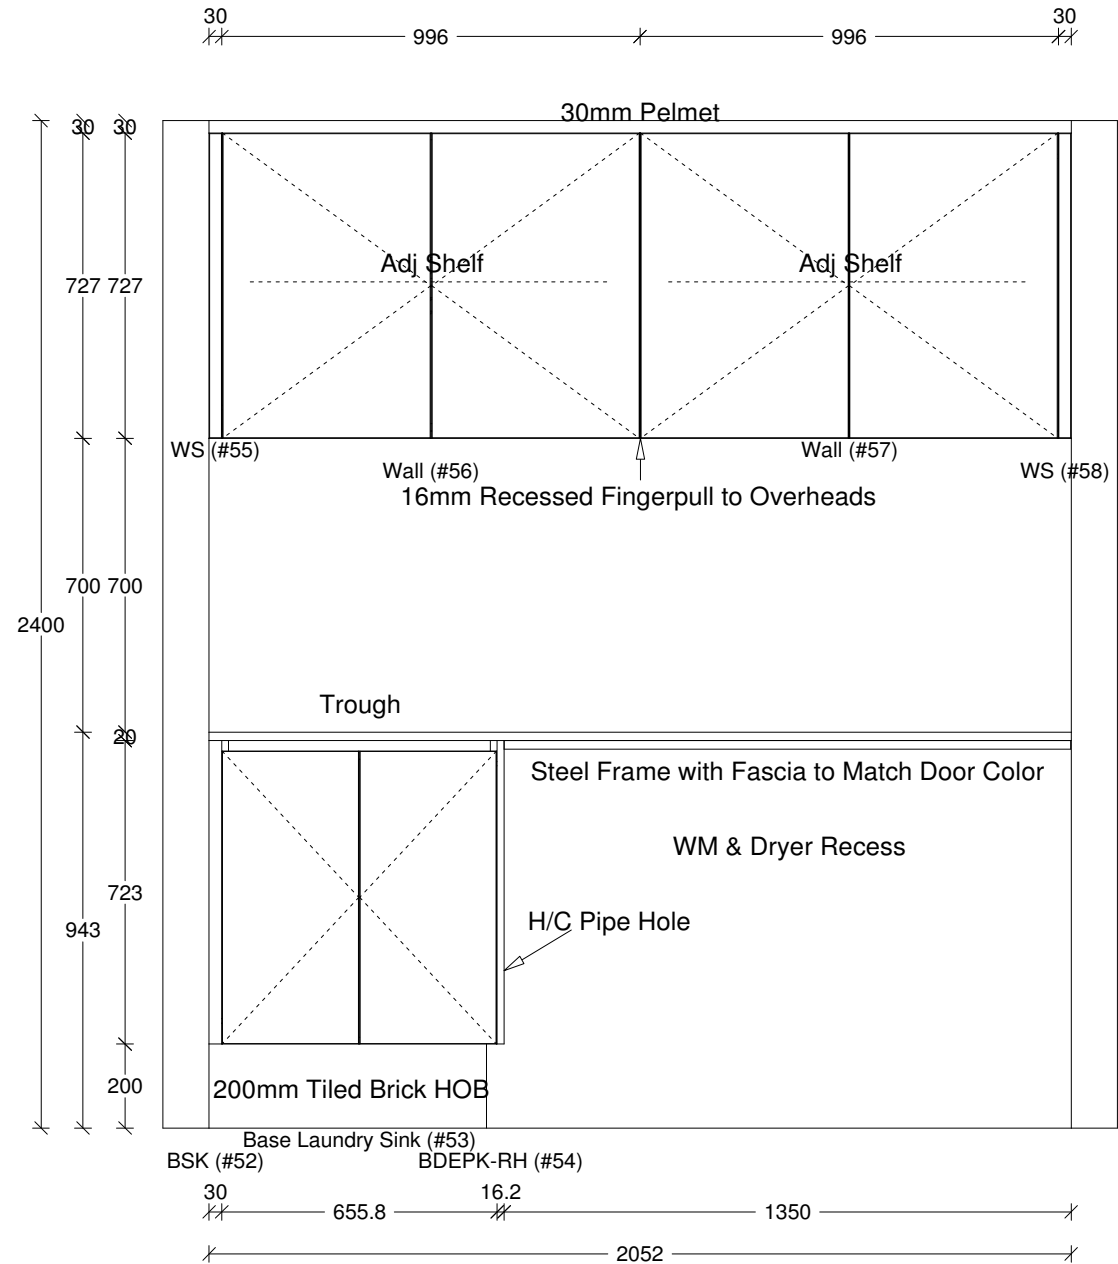 30 30
996 996
30mm Pelmet
30 30
Adj Shelf Adj Shelf
727 727
WS (#55) Wall (#57)
Wall (#56) WS (#58)
16mm Recessed Fingerpull to Overheads
700 700
2400
Trough
20
Steel Frame with Fascia to Match Door Color
WM & Dryer Recess
723
H/C Pipe Hole
943
200 200mm Tiled Brick HOB
Base Laundry Sink (#53)
BSK (#52) BDEPK-RH (#54)
30 16.2
655.8 1350
2052